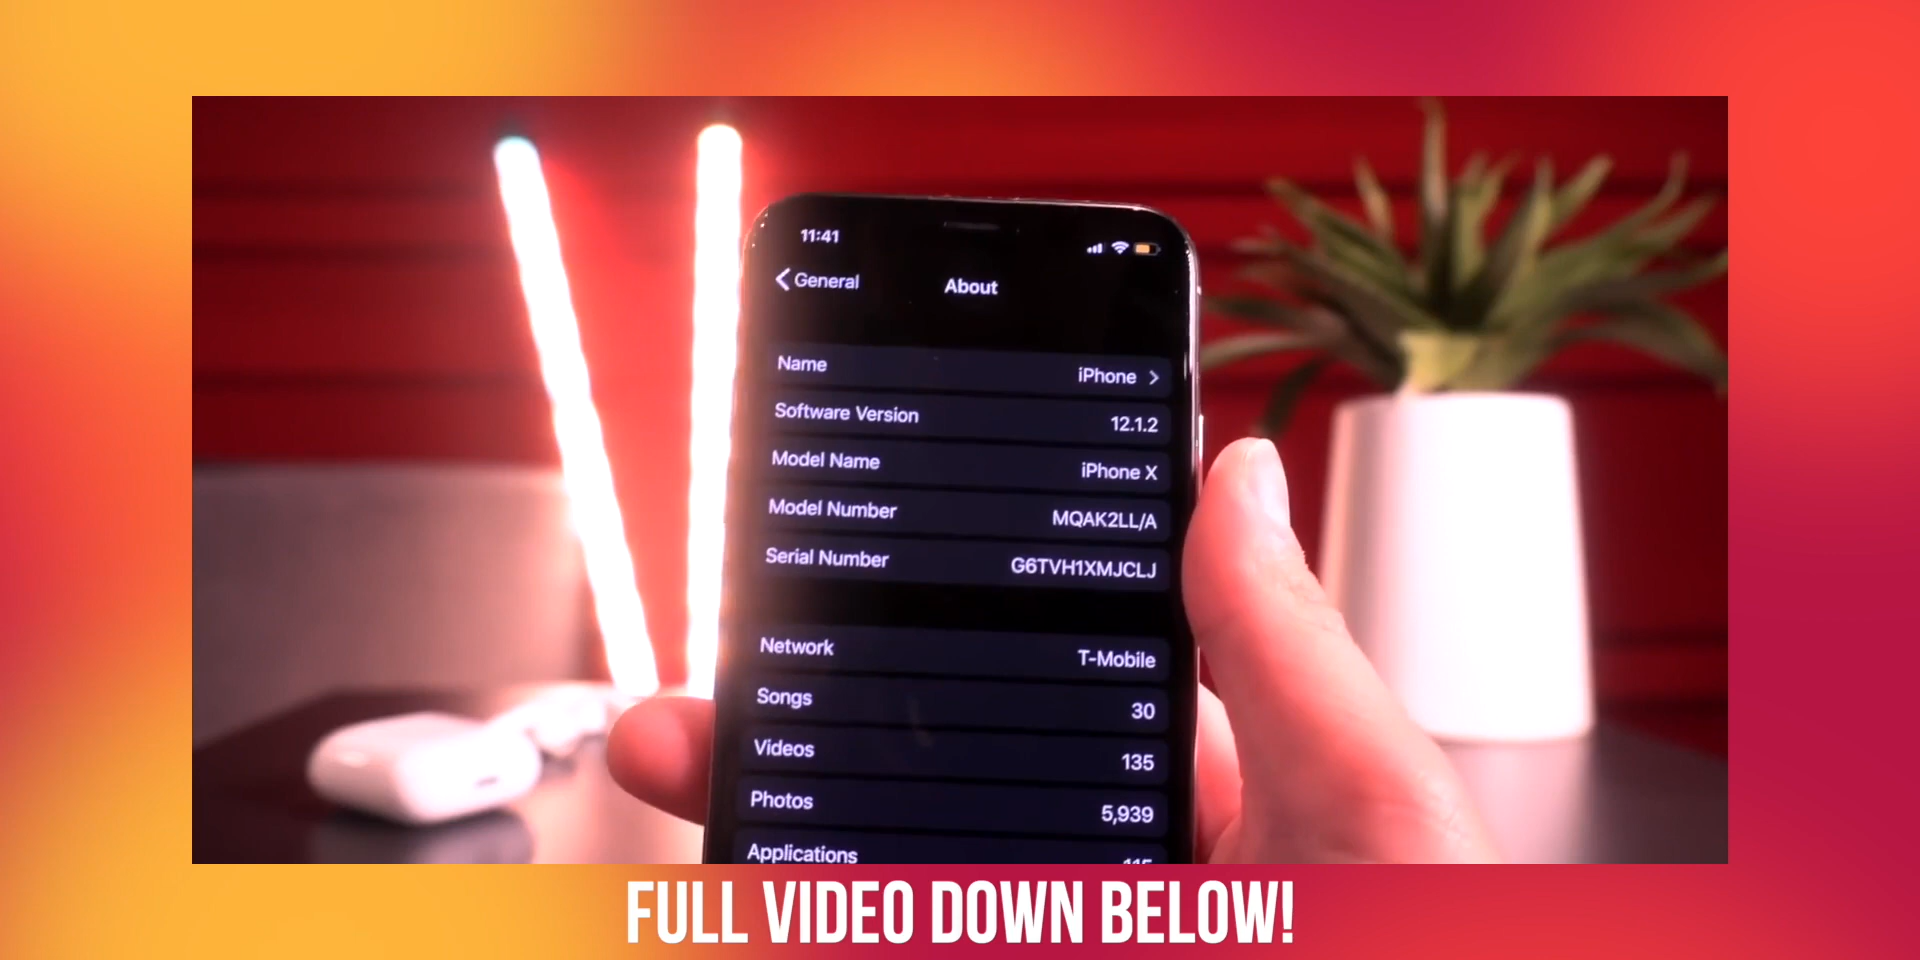 11:41
General
About
Name iPhone
Software Version 12.1.2
Model Name iPhone X
Model Number MQAK2LL/A
Serial Number G6TVH1XMJCLJ
Network T-Mobile
Songs 30
Videos 135
Photos 5,939
Applications
FULL VIDEO DOWN BELOW!